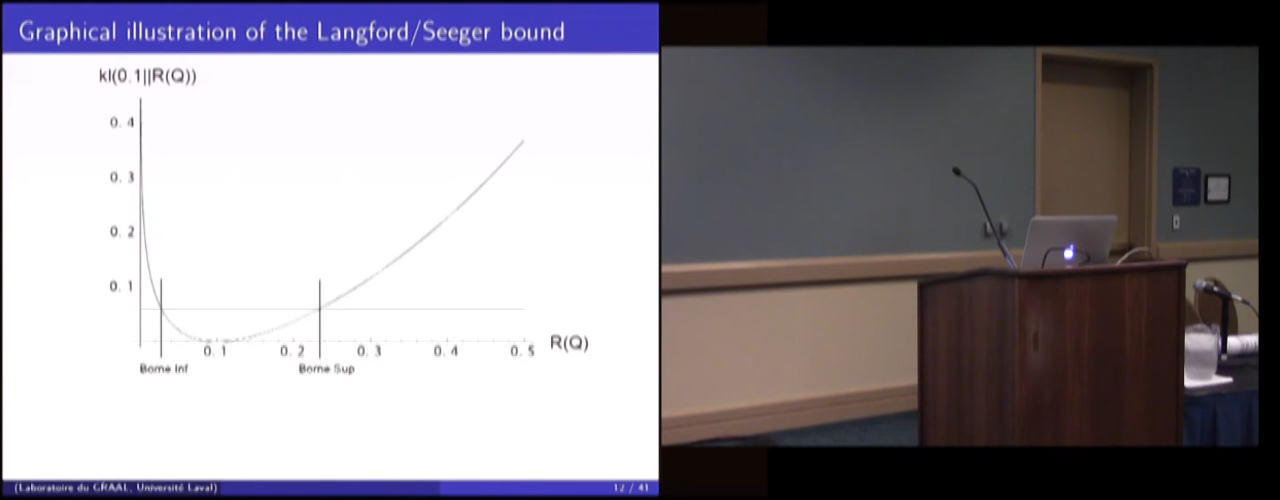 Graphical illustration of the Langford/Seeger bound
kl(0.1||R(Q))
0. 4
0. 3
0. 2
0. 1
0. 1 0. 2 0. 3 0. 4 0. 5 R(Q)
Borne Inf Borne Sup
(Laboratoire du GRAAL, Université Laval) 12 / 41